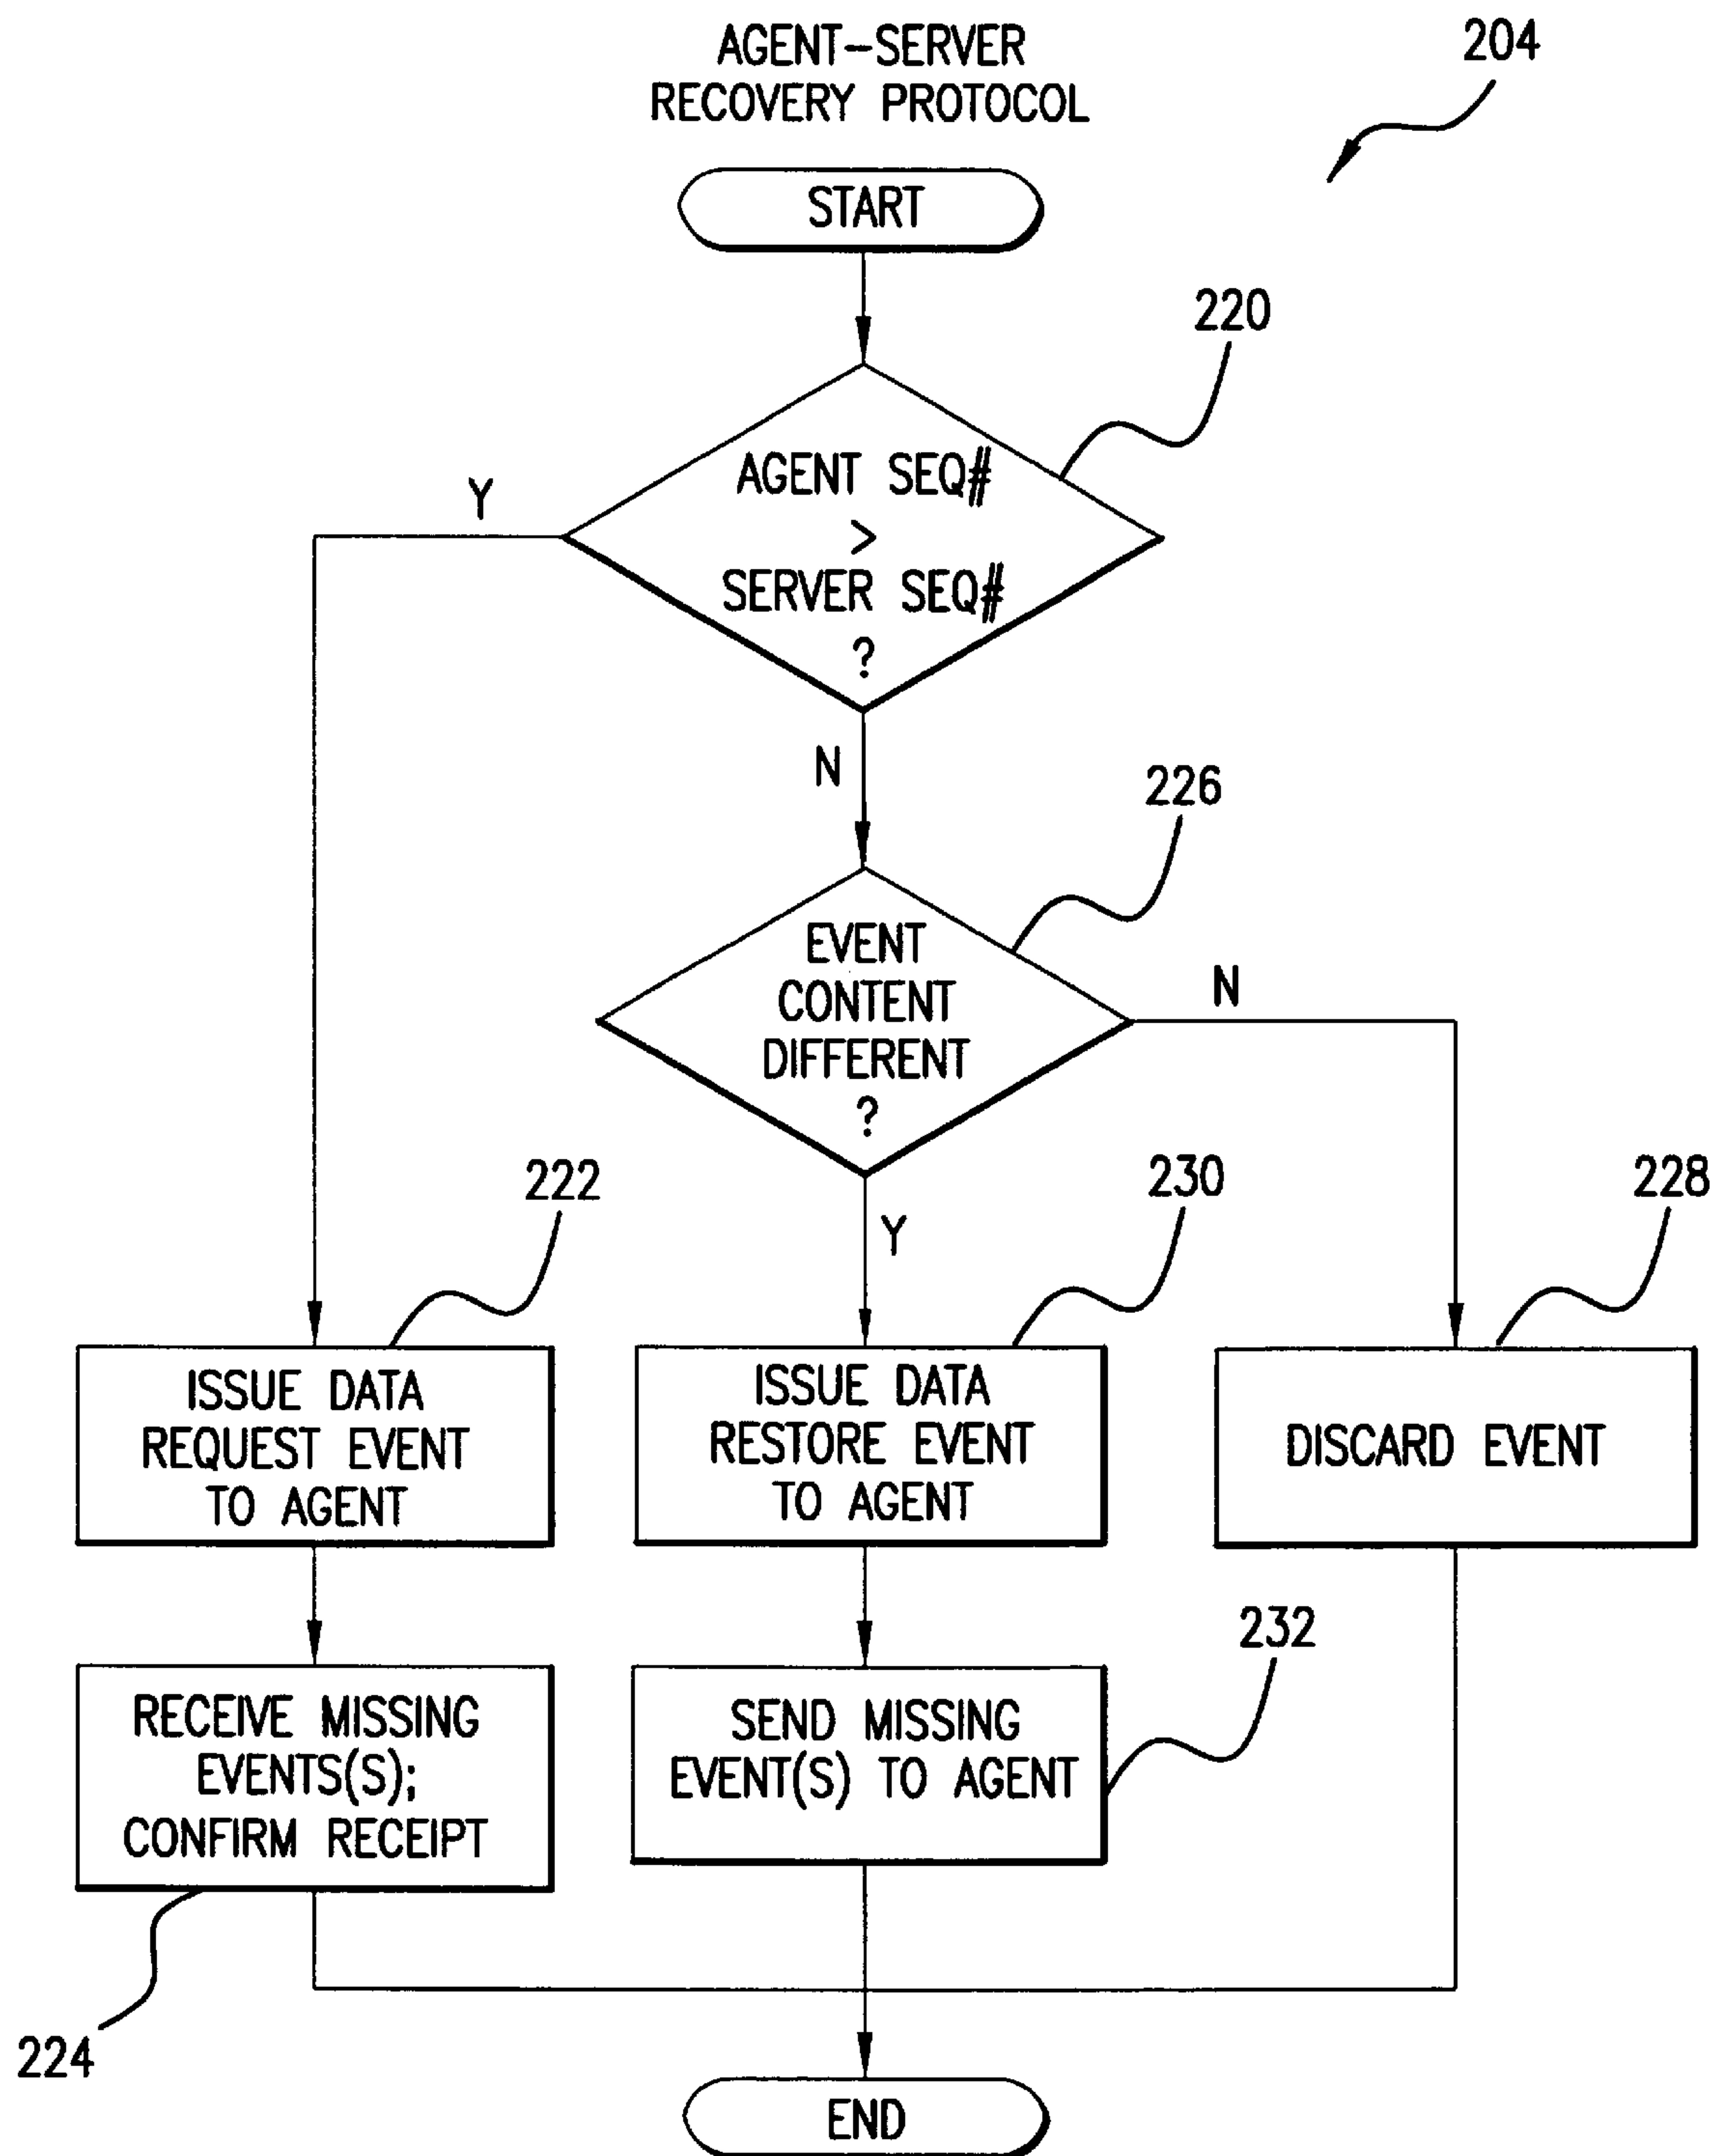 AGENT-SERVER
RECOVERY PROTOCOL
204
START
220
AGENT SEQ#
>
SERVER SEQ#
?
Y
N
226
EVENT
CONTENT
DIFFERENT
?
N
Y
222
230
228
ISSUE DATA
REQUEST EVENT
TO AGENT
ISSUE DATA
RESTORE EVENT
TO AGENT
DISCARD EVENT
232
RECEIVE MISSING
EVENTS(S);
CONFIRM RECEIPT
SEND MISSING
EVENT(S) TO AGENT
224
END